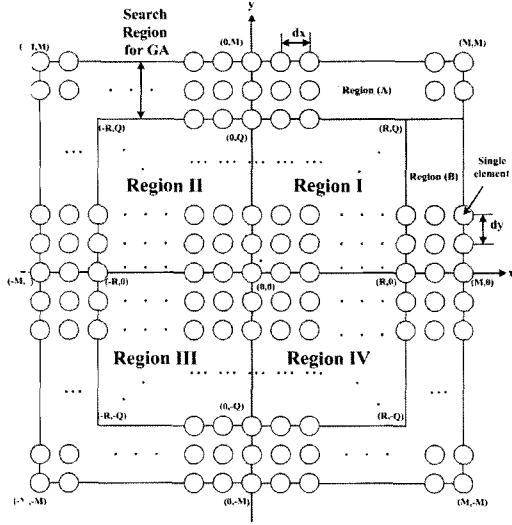 Search
Region
for GA
y
(0,M)
dx
(M,M)
Region (A)
(-R,Q)
(0,Q)
(R,Q)
Region II
Region I
Region (B)
Single
element
dy
(-R,0)
(0,0)
(R,0)
(M,0)
Region III
Region IV
(0,-Q)
(-R,-Q)
(R,-Q)
(0,-M)
(M,-M)